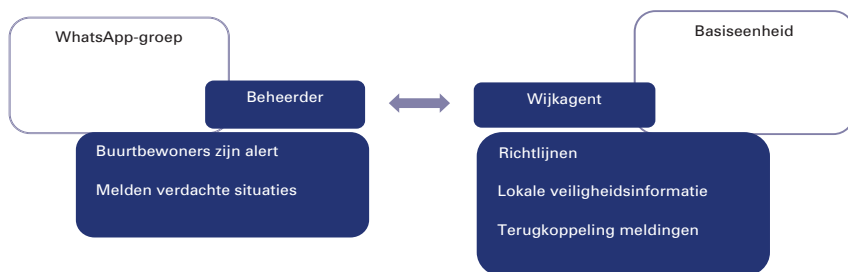 WhatsApp-groep
Beheerder
Buurtbewoners zijn alert
Melden verdachte situaties
Basiseenheid
Wijkagent
Richtlijnen
Lokale veiligheidsinformatie
Terugkoppeling meldingen